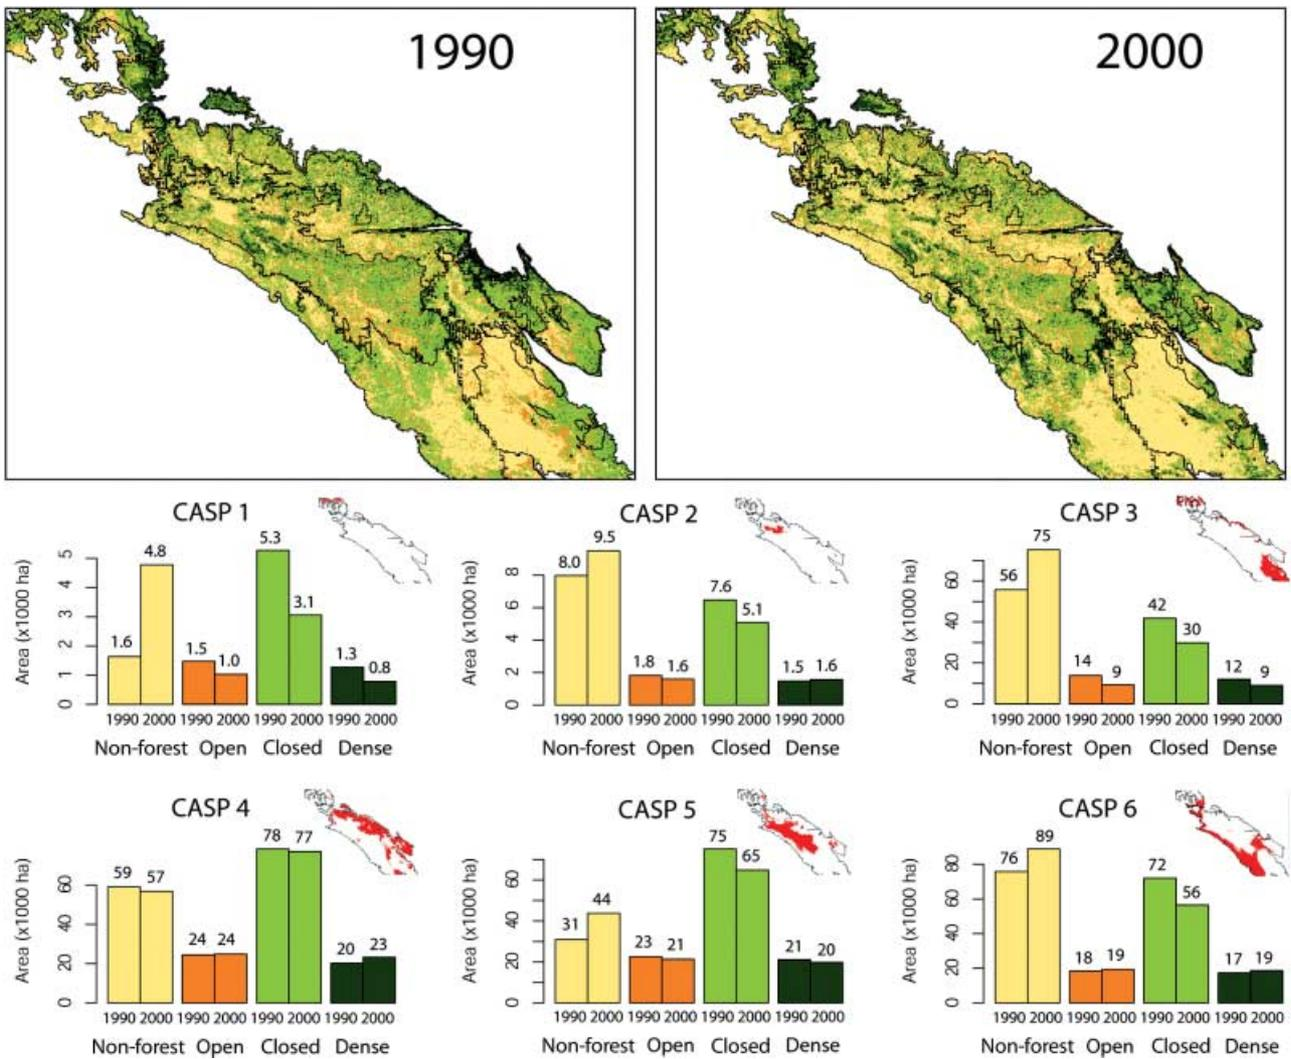 1990
2000
CASP 1
Area (x1000 ha)
0 1 2 3 4 5
1.6 4.8 1.5 1.0 5.3 3.1 1.3 0.8
1990 2000 1990 2000 1990 2000 1990 2000
Non-forest Open Closed Dense
CASP 2
Area (x1000 ha)
0 2 4 6 8
8.0 9.5 1.8 1.6 7.6 5.1 1.5 1.6
1990 2000 1990 2000 1990 2000 1990 2000
Non-forest Open Closed Dense
CASP 3
Area (x1000 ha)
0 20 40 60
56 75 14 9 42 30 12 9
1990 2000 1990 2000 1990 2000 1990 2000
Non-forest Open Closed Dense
CASP 4
Area (x1000 ha)
0 20 40 60
59 57 24 24 78 77 20 23
1990 2000 1990 2000 1990 2000 1990 2000
Non-forest Open Closed Dense
CASP 5
Area (x1000 ha)
0 20 40 60
31 44 23 21 75 65 21 20
1990 2000 1990 2000 1990 2000 1990 2000
Non-forest Open Closed Dense
CASP 6
Area (x1000 ha)
0 20 40 60 80
76 89 18 19 72 56 17 19
1990 2000 1990 2000 1990 2000 1990 2000
Non-forest Open Closed Dense